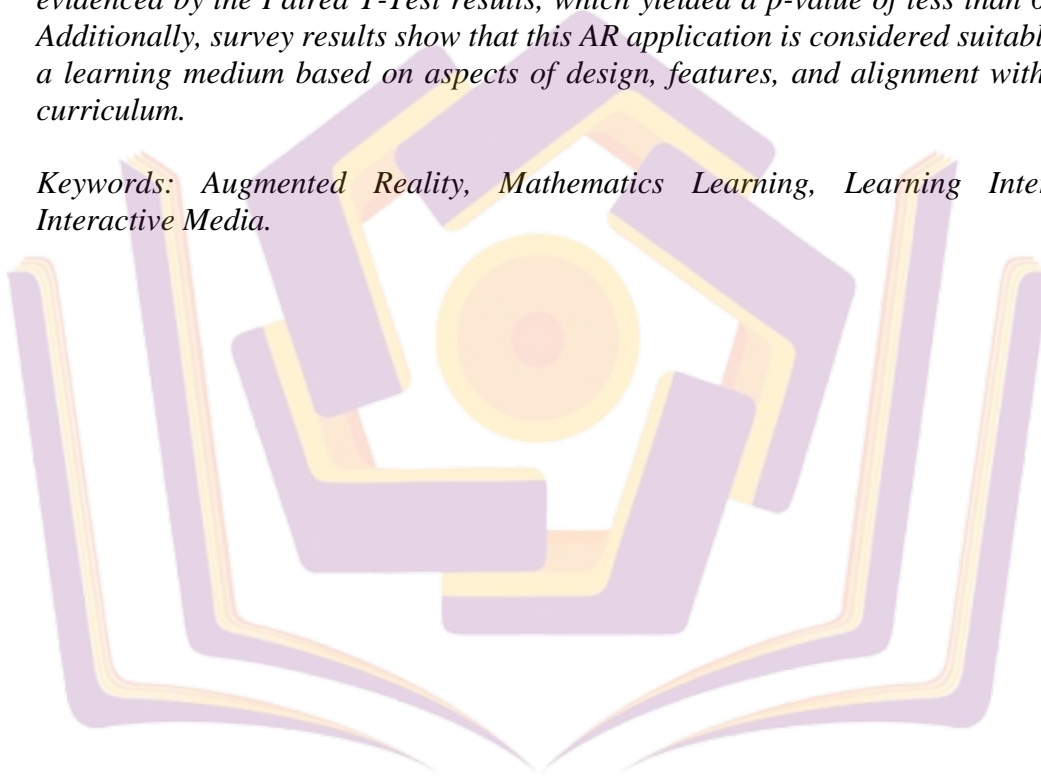 evidenced by the Paired T-Test results, which yielded a p-value of less than
Additionally, survey results show that this AR application is considered
a learning medium based on aspects of design, features, and alignment with
curriculum.
Keywords: Augmented Reality, Mathematics Learning, Learning
Interactive Media.